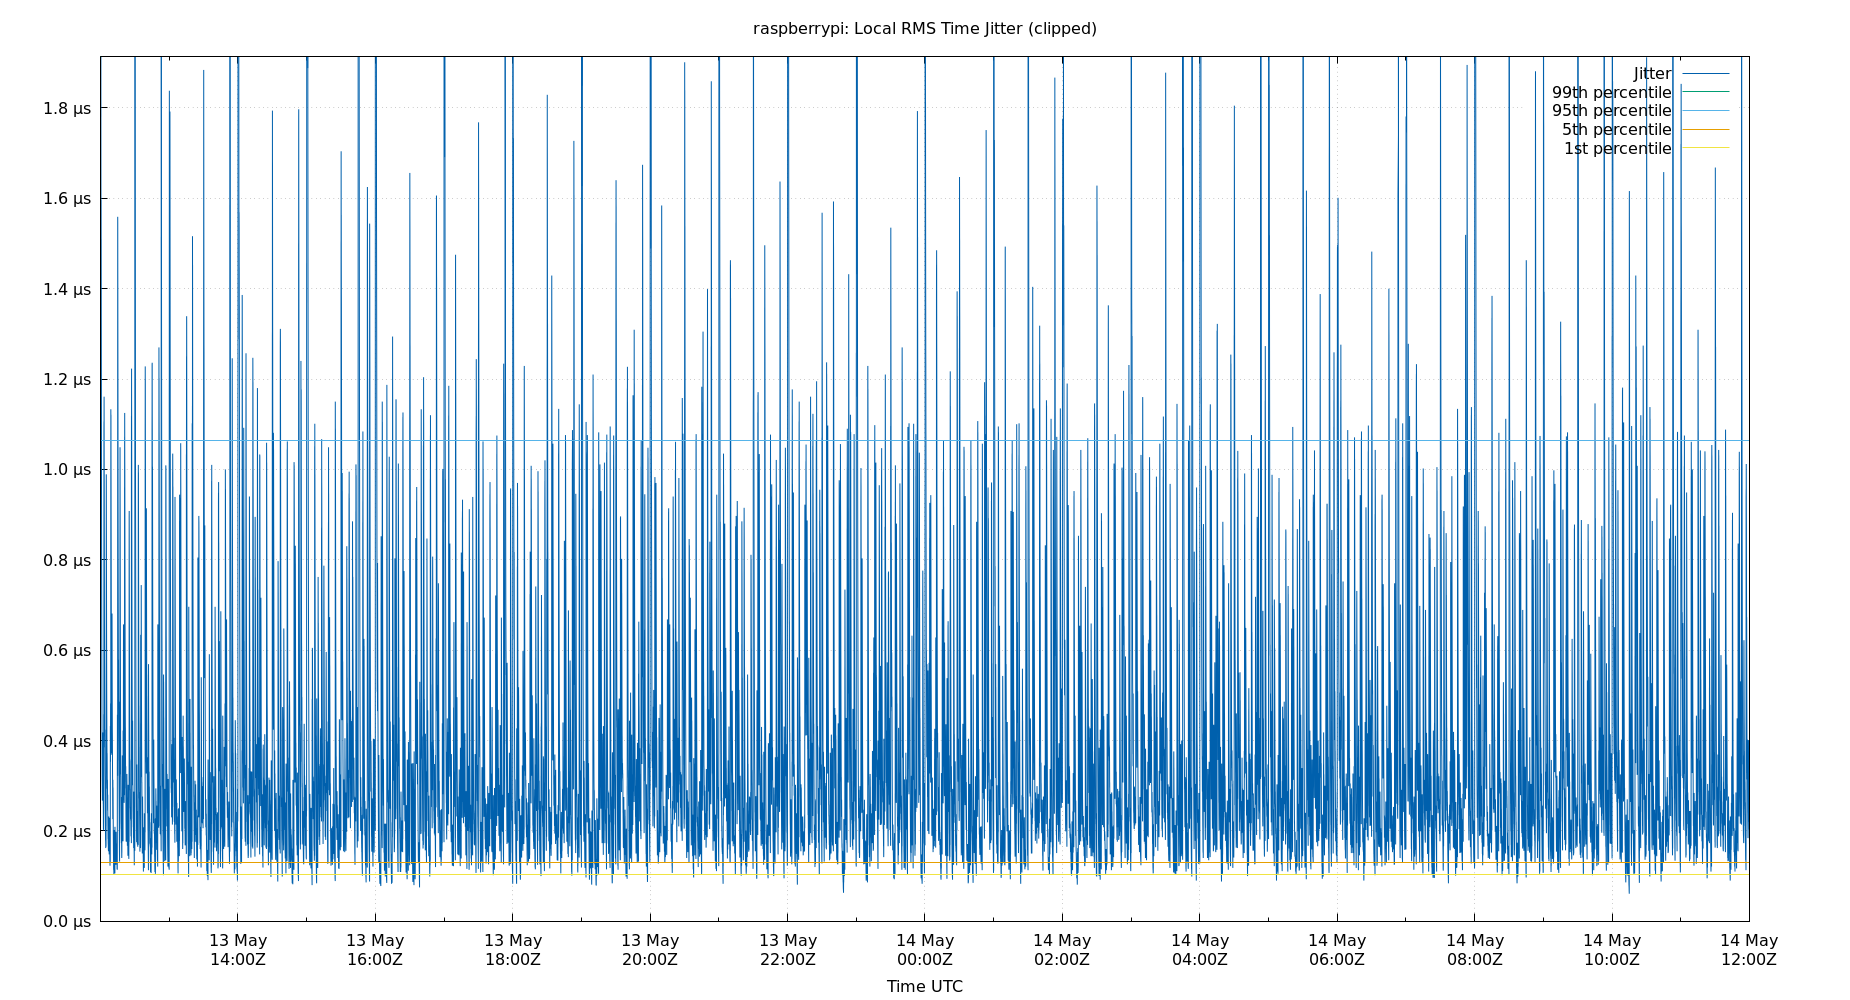 raspberrypi: Local RMS Time Jitter (clipped)
Jitter
99th percentile
95th percentile
5th percentile
1st percentile
1.8 µs
1.6 µs
1.4 µs
1.2 µs
1.0 µs
0.8 µs
0.6 µs
0.4 µs
0.2 µs
0.0 µs
13 May 13 May 13 May 13 May 13 May 14 May 14 May 14 May 14 May 14 May 14 May 14 May
14:00Z 16:00Z 18:00Z 20:00Z 22:00Z 00:00Z 02:00Z 04:00Z 06:00Z 08:00Z 10:00Z 12:00Z
Time UTC